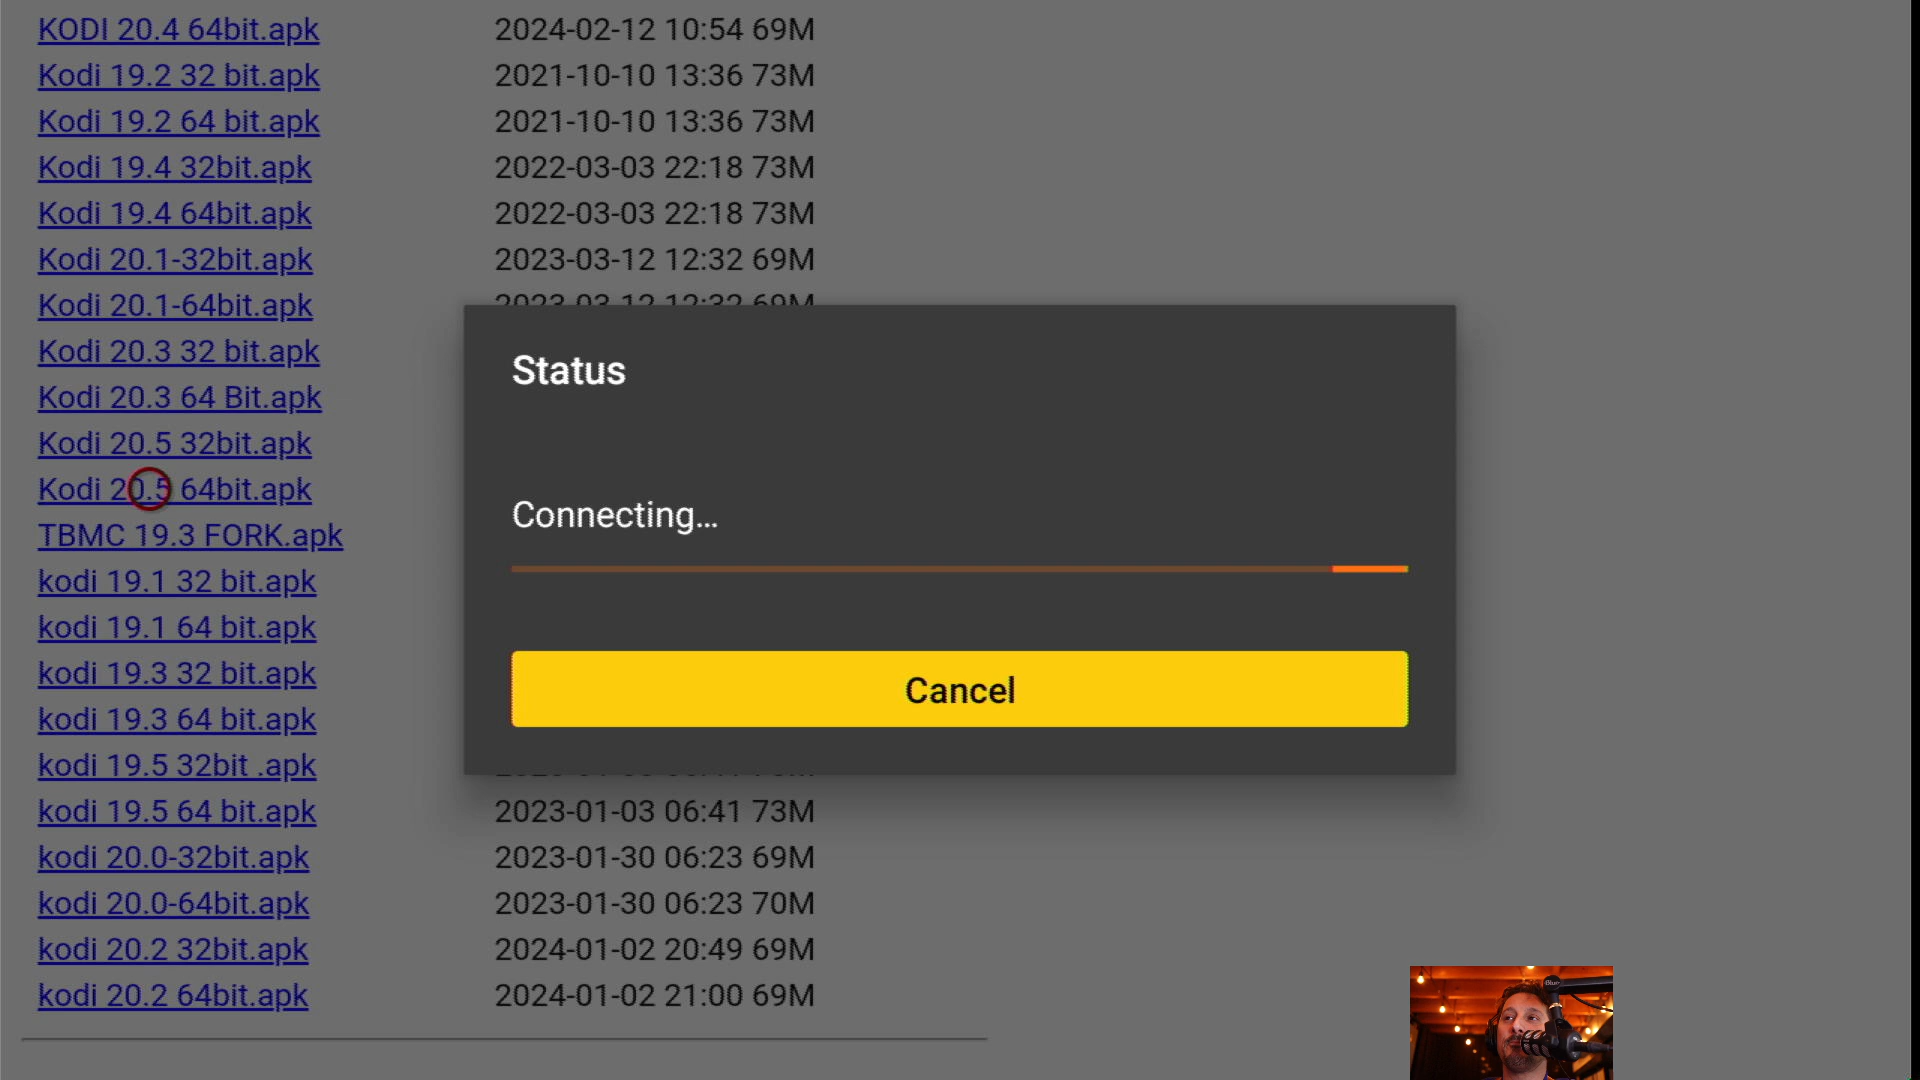 KODI 20.4 64bit.apk 2024-02-12 10:54 69M
Kodi 19.2 32 bit.apk 2021-10-10 13:36 73M
Kodi 19.2 64 bit.apk 2021-10-10 13:36 73M
Kodi 19.4 32bit.apk 2022-03-03 22:18 73M
Kodi 19.4 64bit.apk 2022-03-03 22:18 73M
Kodi 20.1-32bit.apk 2023-03-12 12:32 69M
Kodi 20.1-64bit.apk 2023-03-12 12:32 69M
Kodi 20.3 32 bit.apk
Kodi 20.3 64 Bit.apk
Kodi 20.5 32bit.apk
Kodi 20.5 64bit.apk
TBMC 19.3 FORK.apk
kodi 19.1 32 bit.apk
kodi 19.1 64 bit.apk
kodi 19.3 32 bit.apk
kodi 19.3 64 bit.apk
kodi 19.5 32bit .apk
kodi 19.5 64 bit.apk 2023-01-03 06:41 73M
kodi 20.0-32bit.apk 2023-01-30 06:23 69M
kodi 20.0-64bit.apk 2023-01-30 06:23 70M
kodi 20.2 32bit.apk 2024-01-02 20:49 69M
kodi 20.2 64bit.apk 2024-01-02 21:00 69M
Status
Connecting...
Cancel